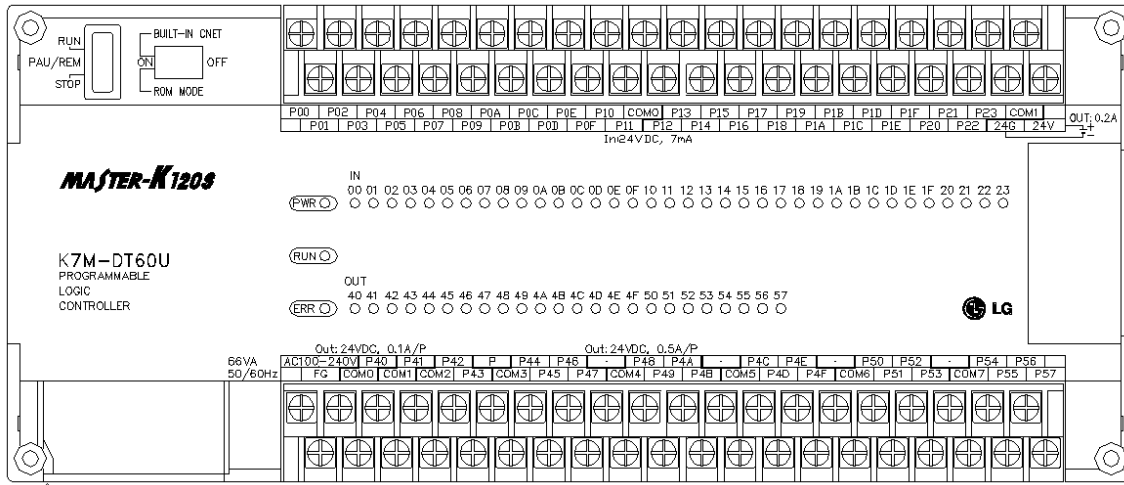 RUN
PAU/REM
STOP
BUILT-IN CNET
ON
OFF
ROM MODE
P00 P02 P04 P06 P08 P0A P0C P0E P10 COM0 P13 P15 P17 P19 P1B P1D P1F P21 P23 COM1
P01 P03 P05 P07 P09 P0B P0D P0F P11 P12 P14 P16 P18 P1A P1C P1E P20 P22 24G 24V
OUT: 0.2A
+
-
In:24VDC, 7mA
MASTER-K120S
IN
00 01 02 03 04 05 06 07 08 09 0A 0B 0C 0D 0E 0F 10 11 12 13 14 15 16 17 18 19 1A 1B 1C 1D 1E 1F 20 21 22 23
PWR
K7M-DT60U
PROGRAMMABLE
LOGIC
CONTROLLER
RUN
OUT
40 41 42 43 44 45 46 47 48 49 4A 4B 4C 4D 4E 4F 50 51 52 53 54 55 56 57
ERR
LG
Out: 24VDC, 0.1A/P
Out: 24VDC, 0.5A/P
66VA
50/60Hz
AC100-240V P40 P41 P42 P P44 P46 - P48 P4A - P4C P4E - P50 P52 - P54 P56
FG COM0 COM1 COM2 P43 COM3 P45 P47 COM4 P49 P4B COM5 P4D P4F COM6 P51 P53 COM7 P55 P57